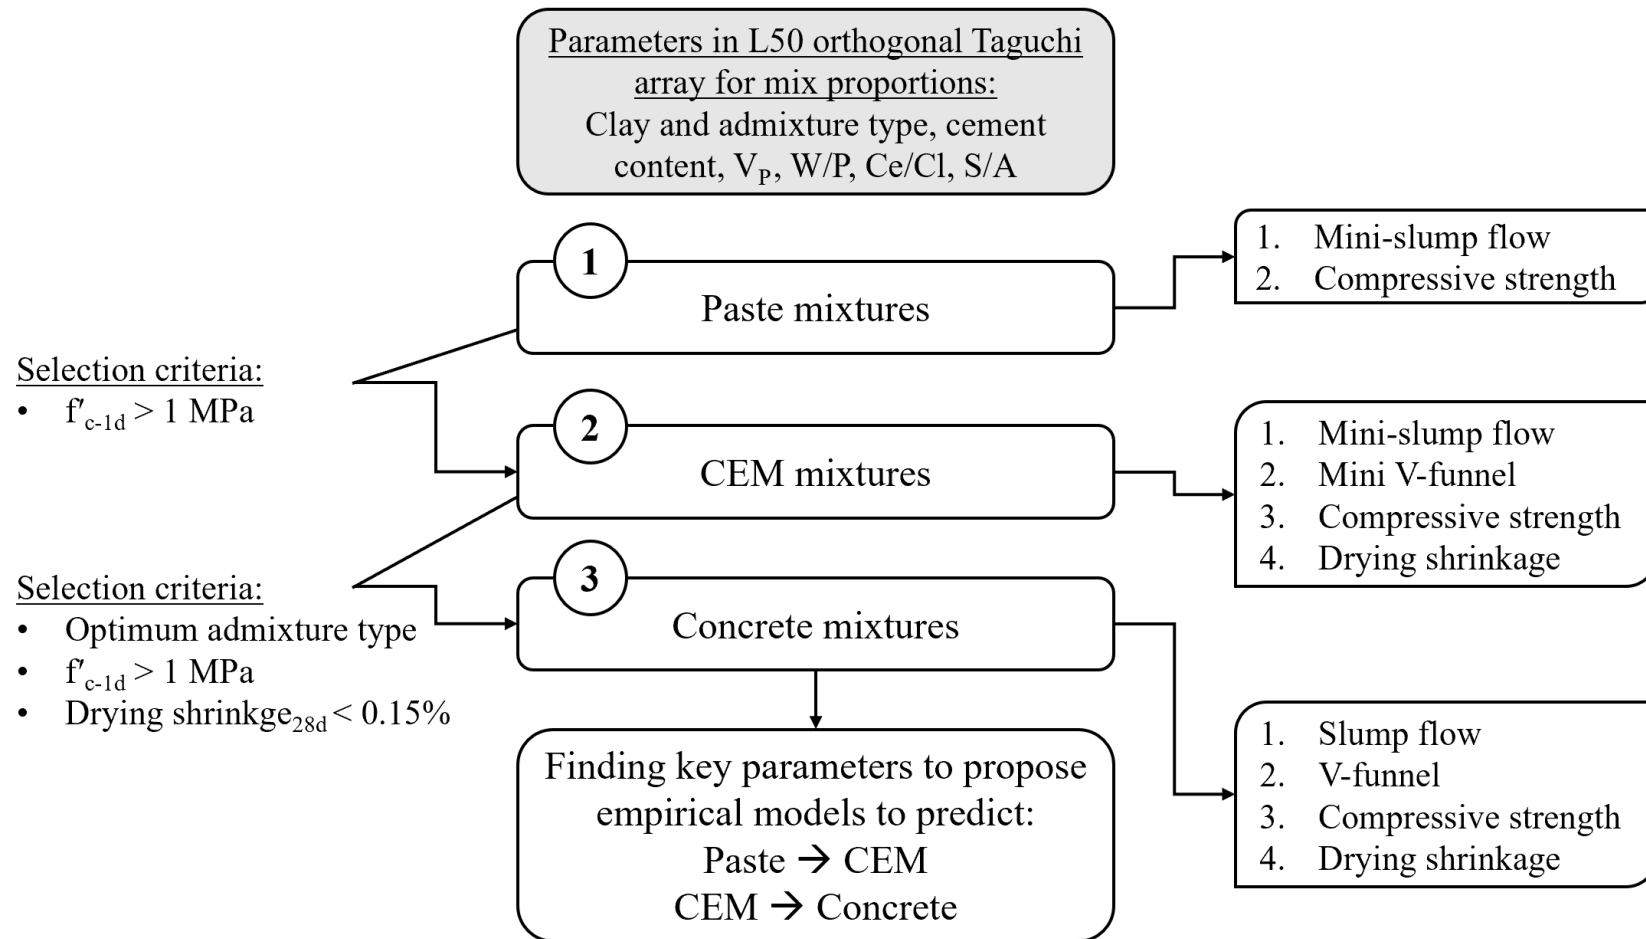 Parameters in L50 orthogonal Taguchi
array for mix proportions:
Clay and admixture type, cement
content, V_P, W/P, Ce/Cl, S/A
1
Paste mixtures
1. Mini-slump flow
2. Compressive strength
Selection criteria:
• f′_c-1d > 1 MPa
2
CEM mixtures
1. Mini-slump flow
2. Mini V-funnel
3. Compressive strength
4. Drying shrinkage
Selection criteria:
• Optimum admixture type
• f′_c-1d > 1 MPa
• Drying shrinkge_28d < 0.15%
3
Concrete mixtures
1. Slump flow
2. V-funnel
3. Compressive strength
4. Drying shrinkage
Finding key parameters to propose
empirical models to predict:
Paste → CEM
CEM → Concrete